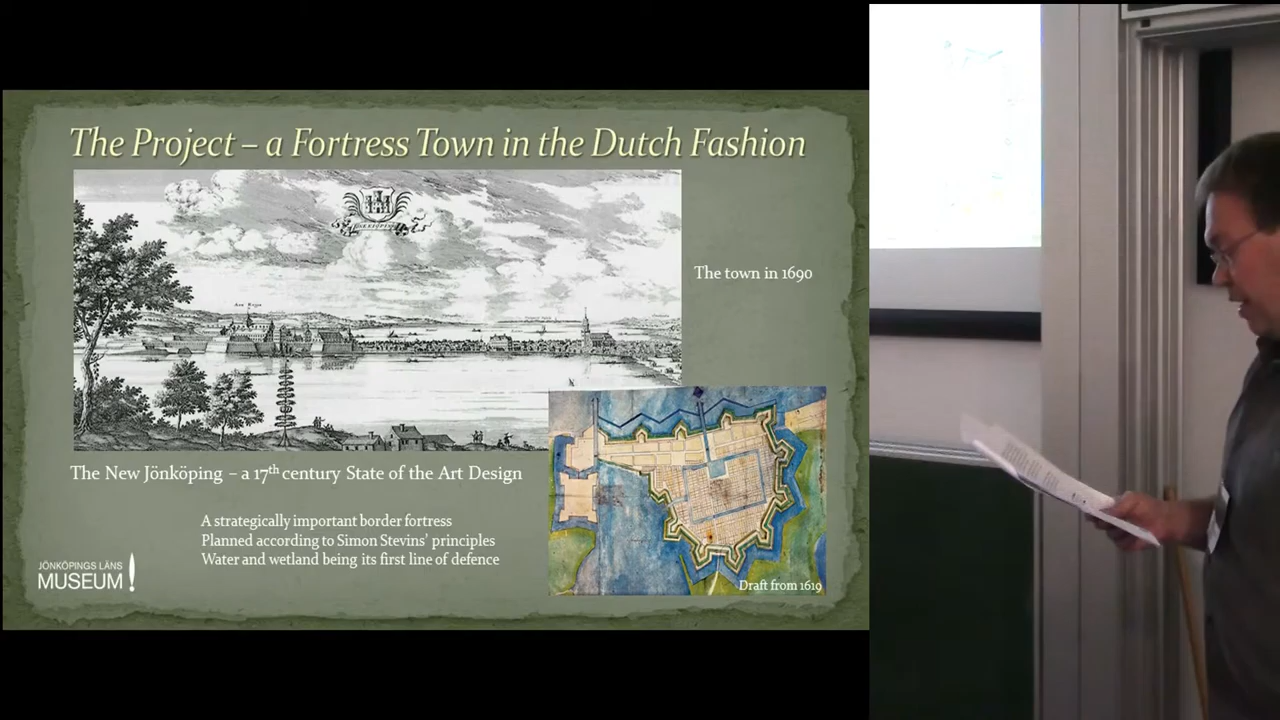 The Project – a Fortress Town in the Dutch Fashion
JÖNKÖPING
The town in 1690
The New Jönköping – a 17th century State of the Art Design
A strategically important border fortress
Planned according to Simon Stevins' principles
Water and wetland being its first line of defence
Draft from 1619
JÖNKÖPINGS LÄNS
MUSEUM!